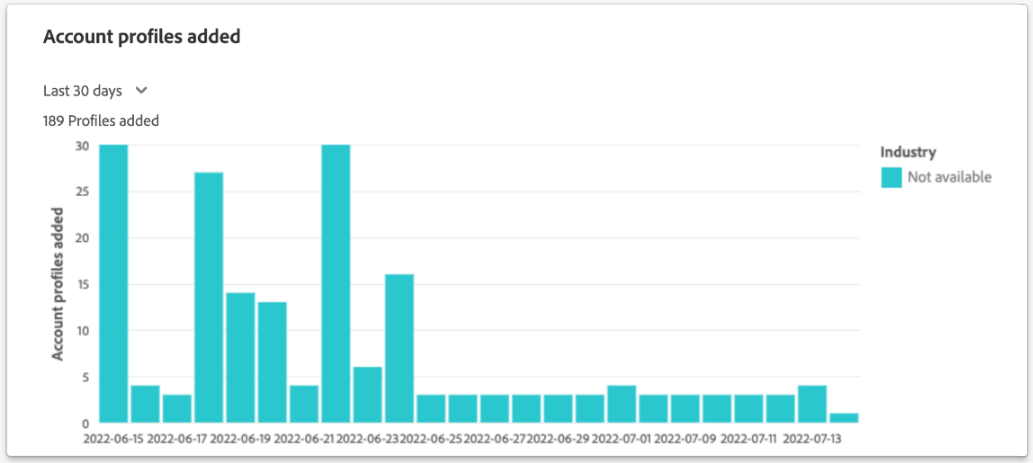 Account profiles added
Last 30 days
189 Profiles added
Industry
Not available
Account profiles added
30
25
20
15
10
5
0
2022-06-15 2022-06-17 2022-06-19 2022-06-21 2022-06-23 2022-06-25 2022-06-27 2022-06-29 2022-07-01 2022-07-09 2022-07-11 2022-07-13